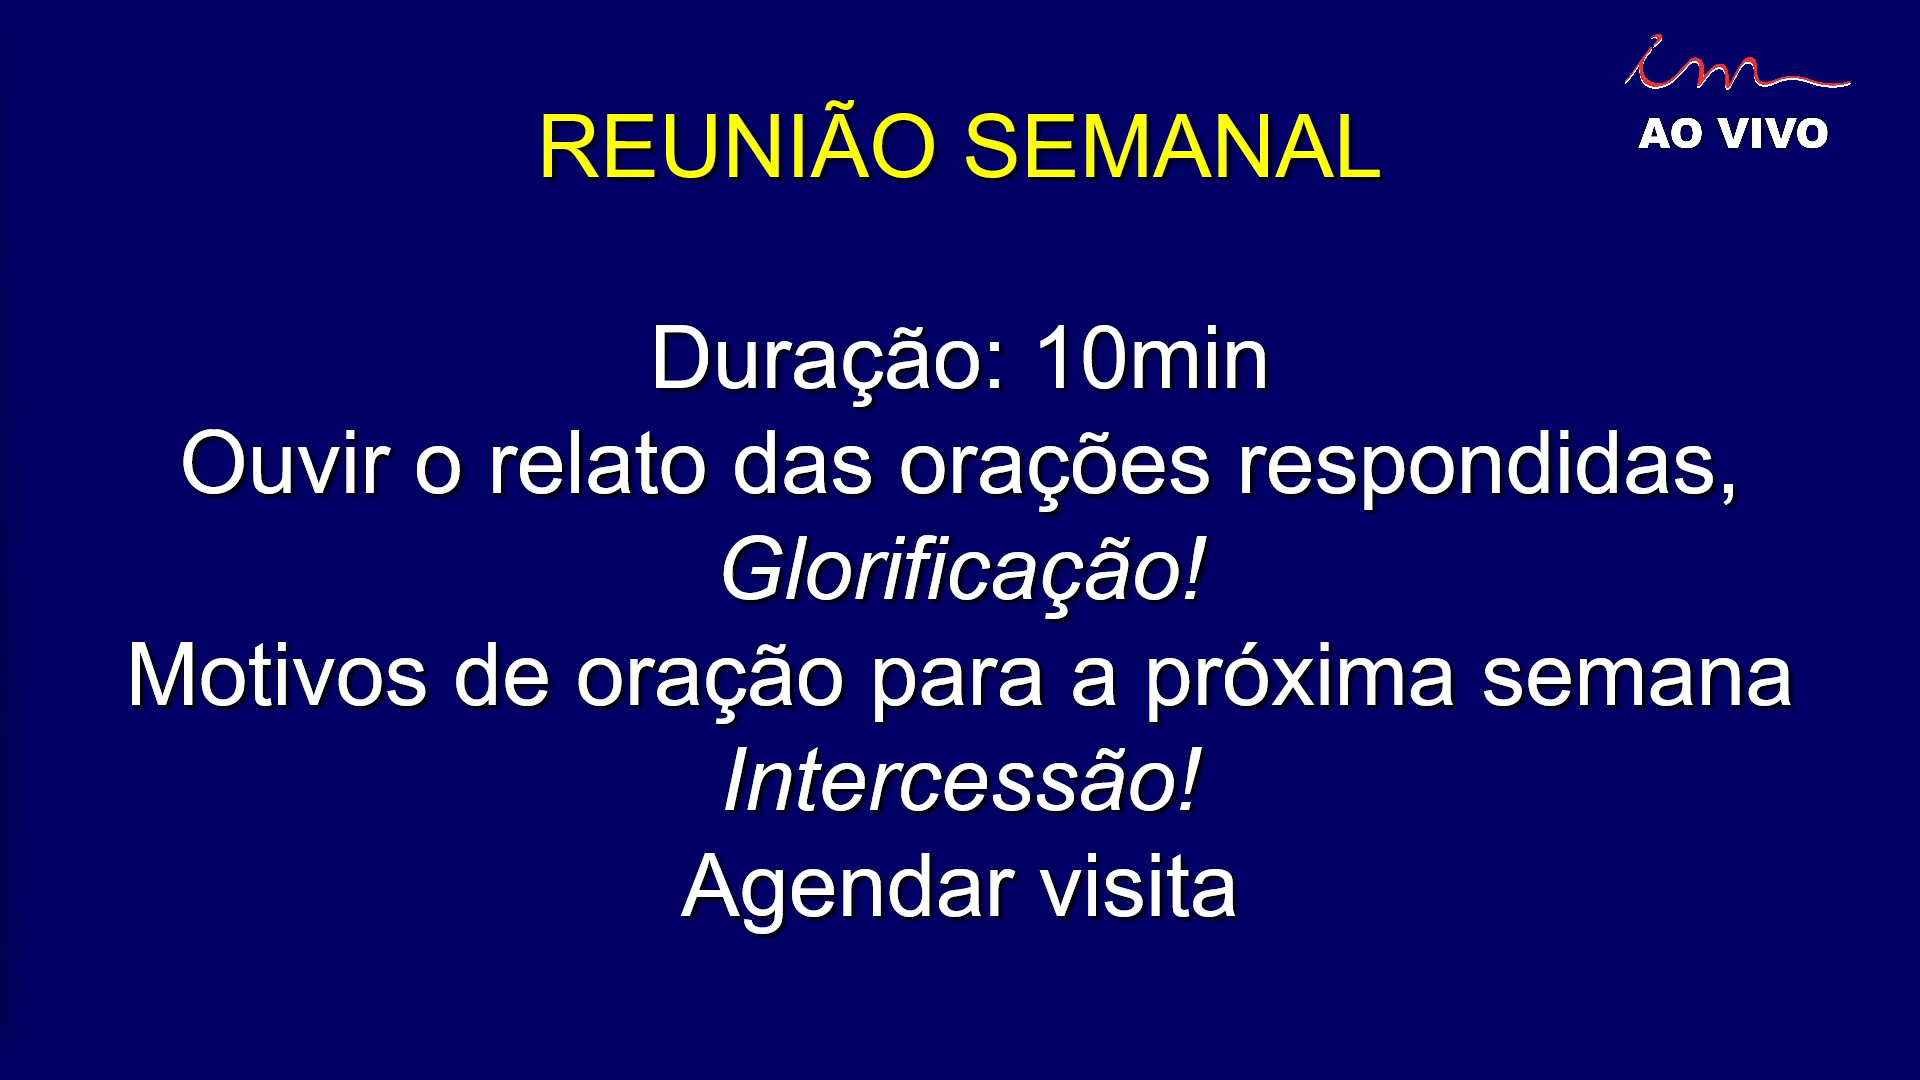 im
AO VIVO
REUNIÃO SEMANAL
Duração: 10min
Ouvir o relato das orações respondidas,
Glorificação!
Motivos de oração para a próxima semana
Intercessão!
Agendar visita